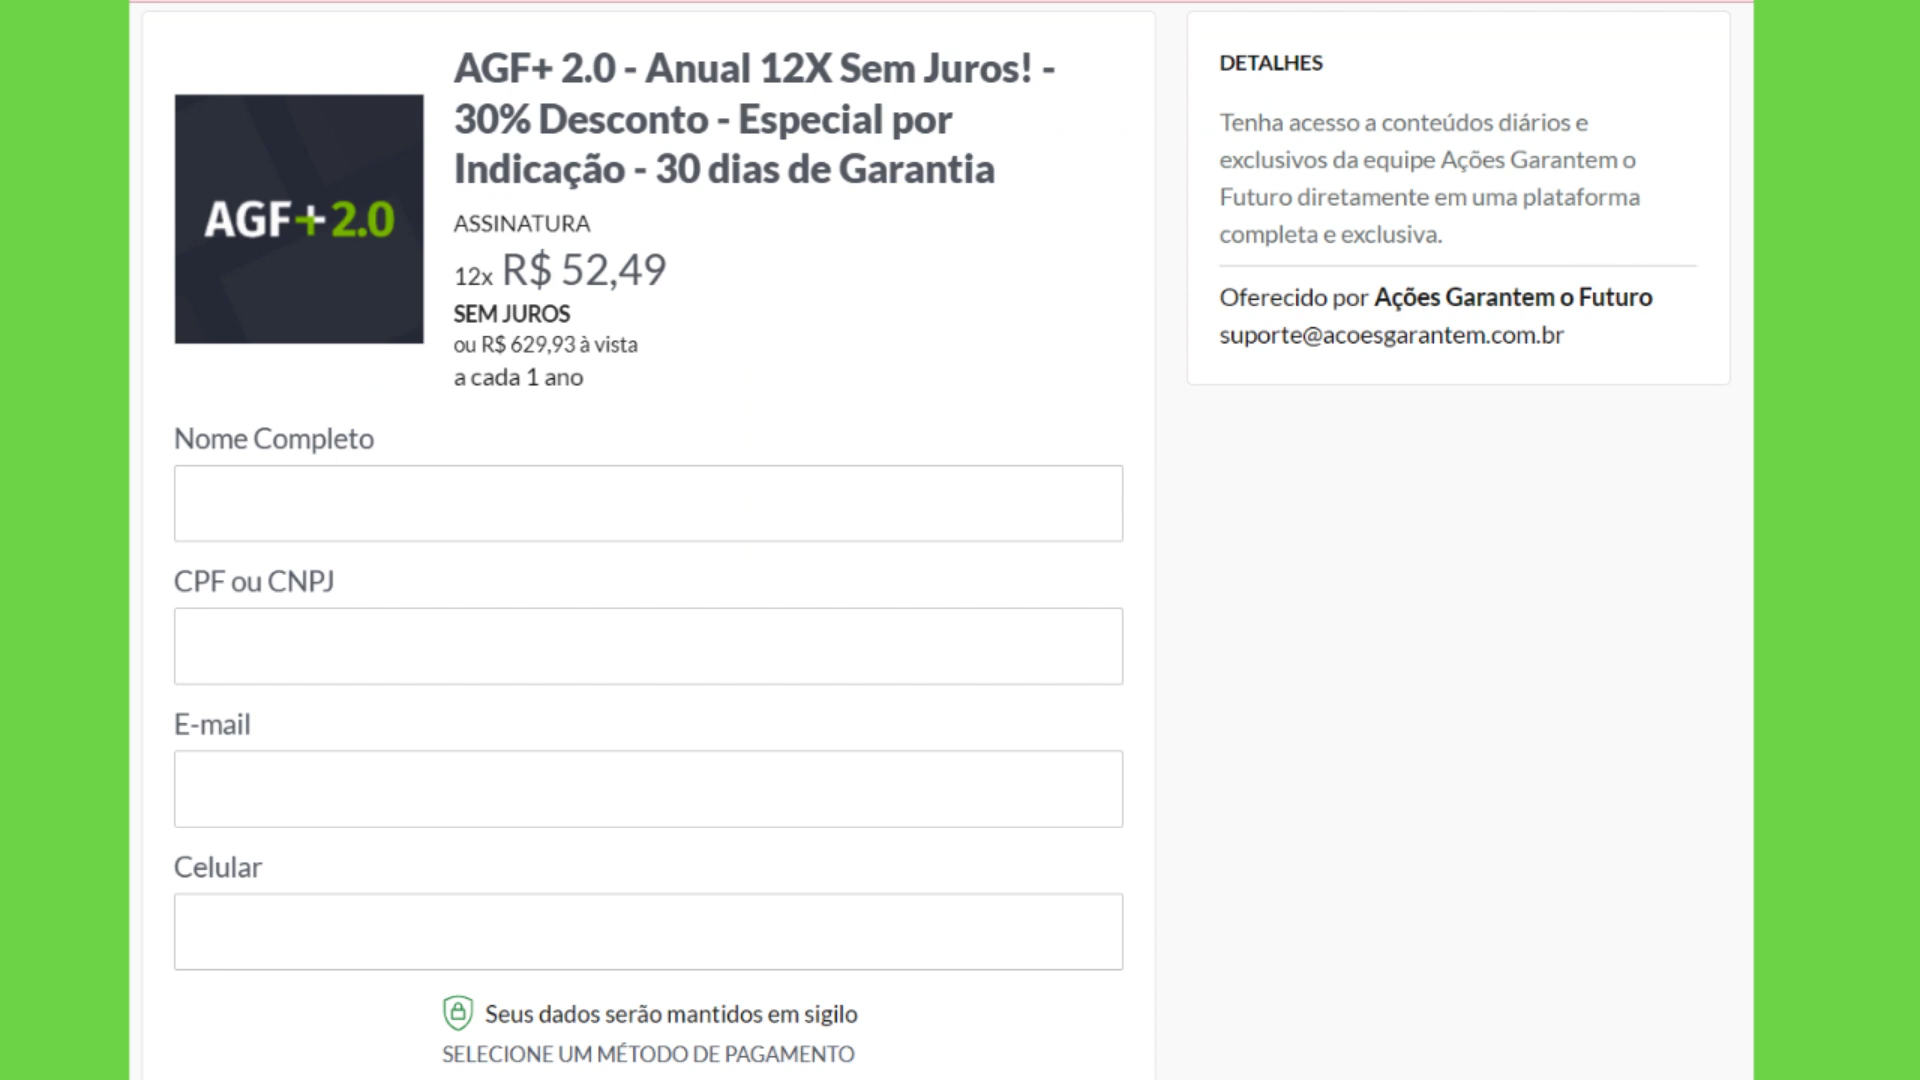 AGF+2.0
AGF+ 2.0 - Anual 12X Sem Juros! -
30% Desconto - Especial por
Indicação - 30 dias de Garantia
ASSINATURA
12x R$ 52,49
SEM JUROS
ou R$ 629,93 à vista
a cada 1 ano
Nome Completo
CPF ou CNPJ
E-mail
Celular
Seus dados serão mantidos em sigilo
SELECIONE UM MÉTODO DE PAGAMENTO
DETALHES
Tenha acesso a conteúdos diários e
exclusivos da equipe Ações Garantem o
Futuro diretamente em uma plataforma
completa e exclusiva.
Oferecido por Ações Garantem o Futuro
suporte@acoesgarantem.com.br